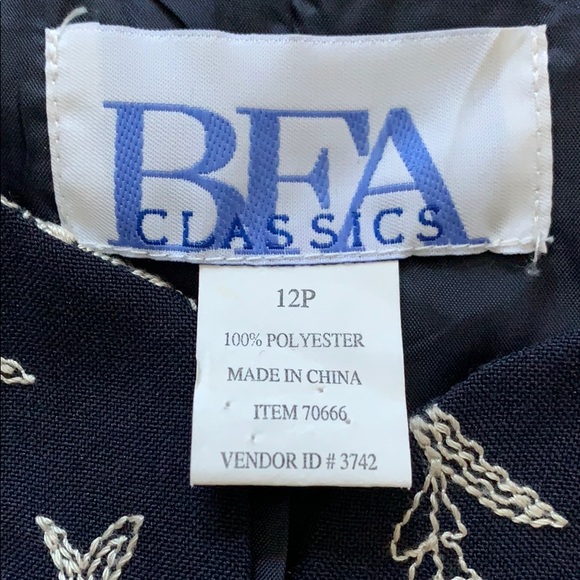 BFA
CLASSiCS
12P
100% POLYESTER
MADE IN CHINA
ITEM 70666
VENDOR ID # 3742